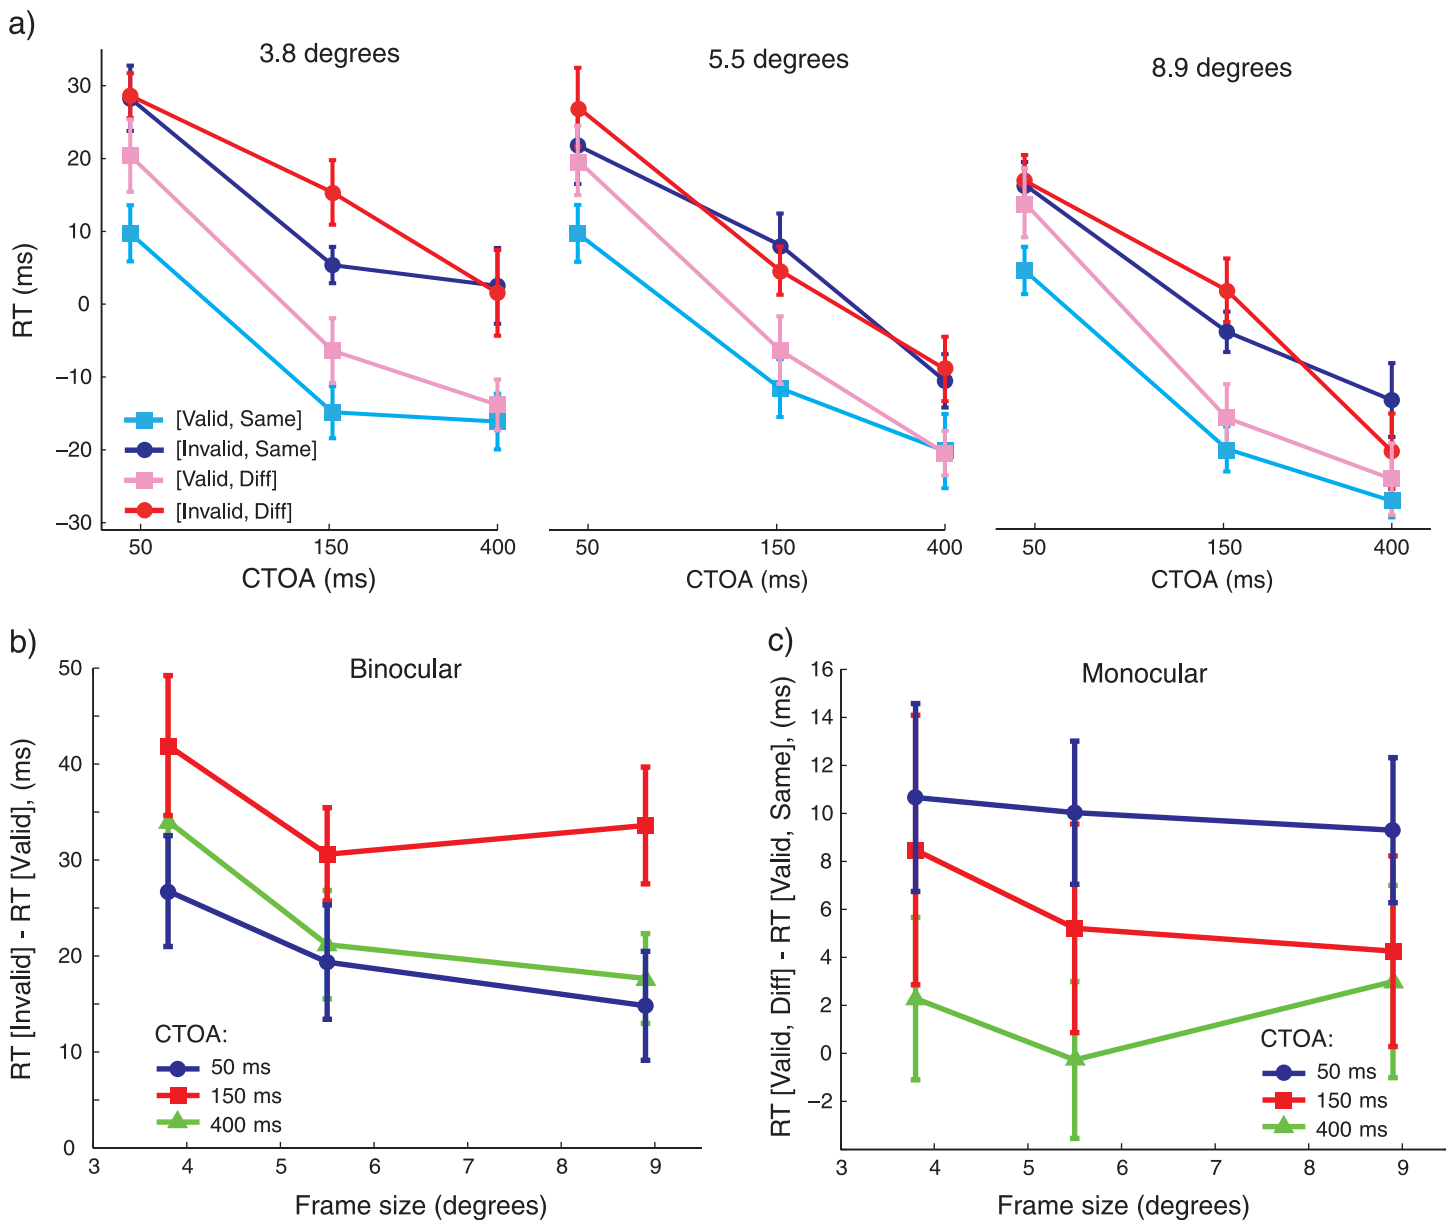 a)
3.8 degrees
5.5 degrees
8.9 degrees
RT (ms)
30
20
10
0
−10
−20
−30
[Valid, Same]
[Invalid, Same]
[Valid, Diff]
[Invalid, Diff]
50 150 400
50 150 400
50 150 400
CTOA (ms)
CTOA (ms)
CTOA (ms)
b)
Binocular
RT [Invalid] - RT [Valid], (ms)
50
40
30
20
10
0
CTOA:
50 ms
150 ms
400 ms
3 4 5 6 7 8 9
Frame size (degrees)
c)
Monocular
RT [Valid, Diff] - RT [Valid, Same], (ms)
16
14
12
10
8
6
4
2
0
−2
CTOA:
50 ms
150 ms
400 ms
3 4 5 6 7 8 9
Frame size (degrees)